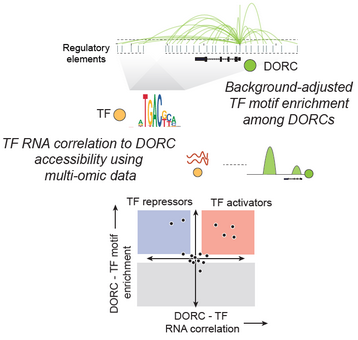 Regulatory
elements
DORC
Background-adjusted
TF motif enrichment
among DORCs
TF
TGAC
TF RNA correlation to DORC
accessibility using
multi-omic data
TF repressors
TF activators
DORC - TF motif
enrichment
DORC - TF
RNA correlation